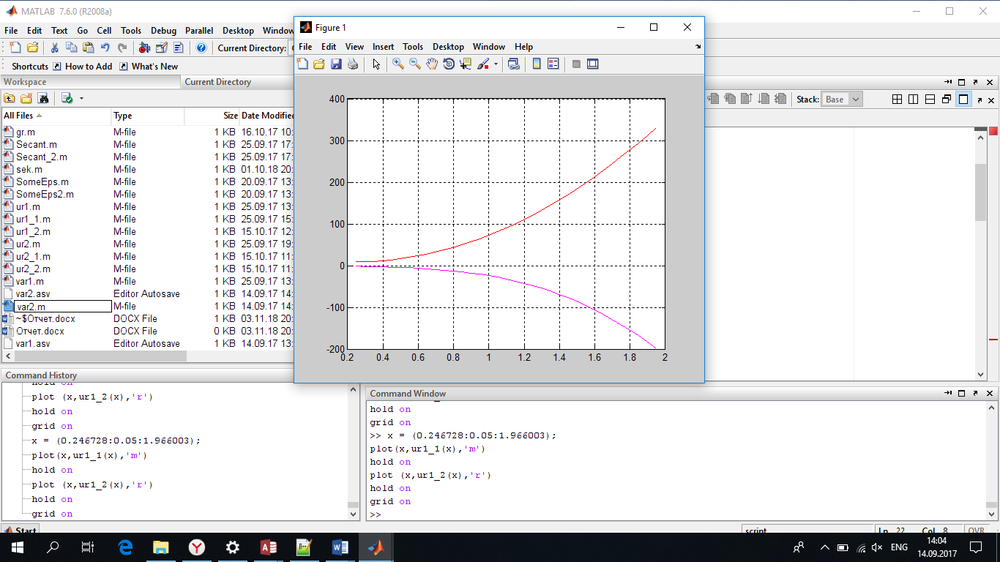 MATLAB 7.6.0 (R2008a)
File Edit Text Go Cell Tools Debug Parallel Desktop Window
Current Directory:
Shortcuts How to Add What's New
Workspace
Current Directory
All Files Type Size Date Modified
gr.m M-file 1 KB 16.10.17 10:
Secant.m M-file 1 KB 25.09.17 17:
Secant_2.m M-file 1 KB 25.09.17 17:
sek.m M-file 1 KB 01.10.18 20:
SomeEps.m M-file 1 KB 20.09.17 13:
SomeEps2.m M-file 1 KB 20.09.17 13:
ur1.m M-file 1 KB 25.09.17 13:
ur1_1.m M-file 1 KB 25.09.17 15:
ur1_2.m M-file 1 KB 15.10.17 12:
ur2.m M-file 1 KB 25.09.17 19:
ur2_1.m M-file 1 KB 15.10.17 11:
ur2_2.m M-file 1 KB 15.10.17 11:
var1.m M-file 1 KB 25.09.17 13:
var2.asv Editor Autosave 1 KB 14.09.17 14:
var2.m M-file 1 KB 14.09.17 14:
~$Отчет.docx DOCX File 1 KB 03.11.18 20:
Отчет.docx DOCX File 0 KB 03.11.18 20:
var1.asv Editor Autosave 1 KB 14.09.17 13:
Figure 1
File Edit View Insert Tools Desktop Window Help
400
300
200
100
0
-100
-200
0.2 0.4 0.6 0.8 1 1.2 1.4 1.6 1.8 2
Stack: Base
Command History
hold on
plot (x,ur1_2(x),'r')
hold on
grid on
x = (0.246728:0.05:1.966003);
plot(x,ur1_1(x),'m')
hold on
plot (x,ur1_2(x),'r')
hold on
grid on
Command Window
hold on
grid on
>> x = (0.246728:0.05:1.966003);
plot(x,ur1_1(x),'m')
hold on
plot (x,ur1_2(x),'r')
hold on
grid on
>>
Start
script Ln 22 Col 8 OVR
ENG
14:04
14.09.2017